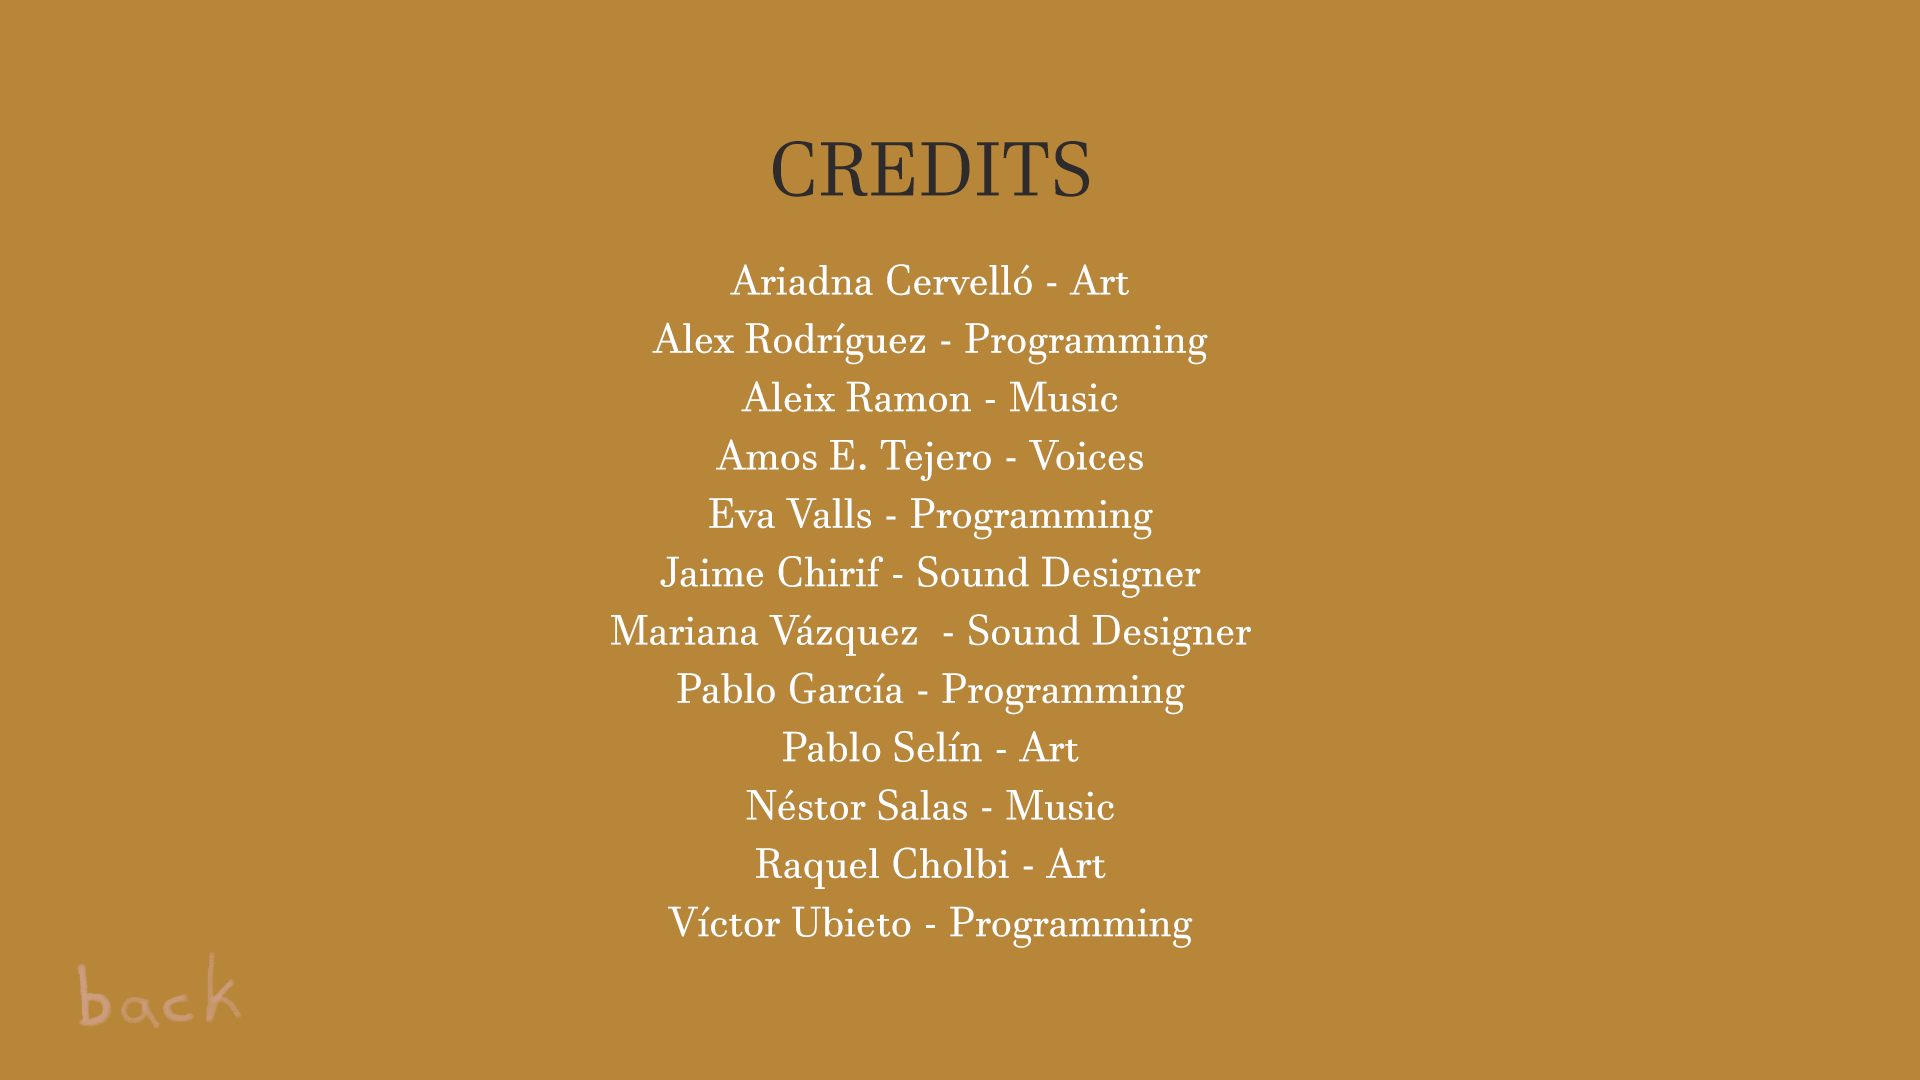 CREDITS
Ariadna Cervelló - Art
Alex Rodríguez - Programming
Aleix Ramon - Music
Amos E. Tejero - Voices
Eva Valls - Programming
Jaime Chirif - Sound Designer
Mariana Vázquez  - Sound Designer
Pablo García - Programming
Pablo Selín - Art
Néstor Salas - Music
Raquel Cholbi - Art
Víctor Ubieto - Programming
back